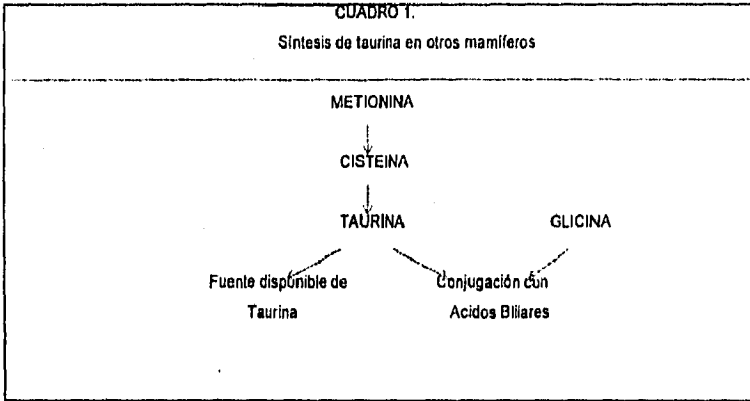 CUADRO 1.
Síntesis de taurina en otros mamíferos
METIONINA
CISTEINA
TAURINA GLICINA
Fuente disponible de Conjugación con
Taurina Acidos Biliares